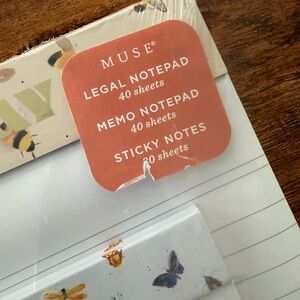 MUSE®
LEGAL NOTEPAD
40 sheets
MEMO NOTEPAD
40 sheets
STICKY NOTES
20 sheets